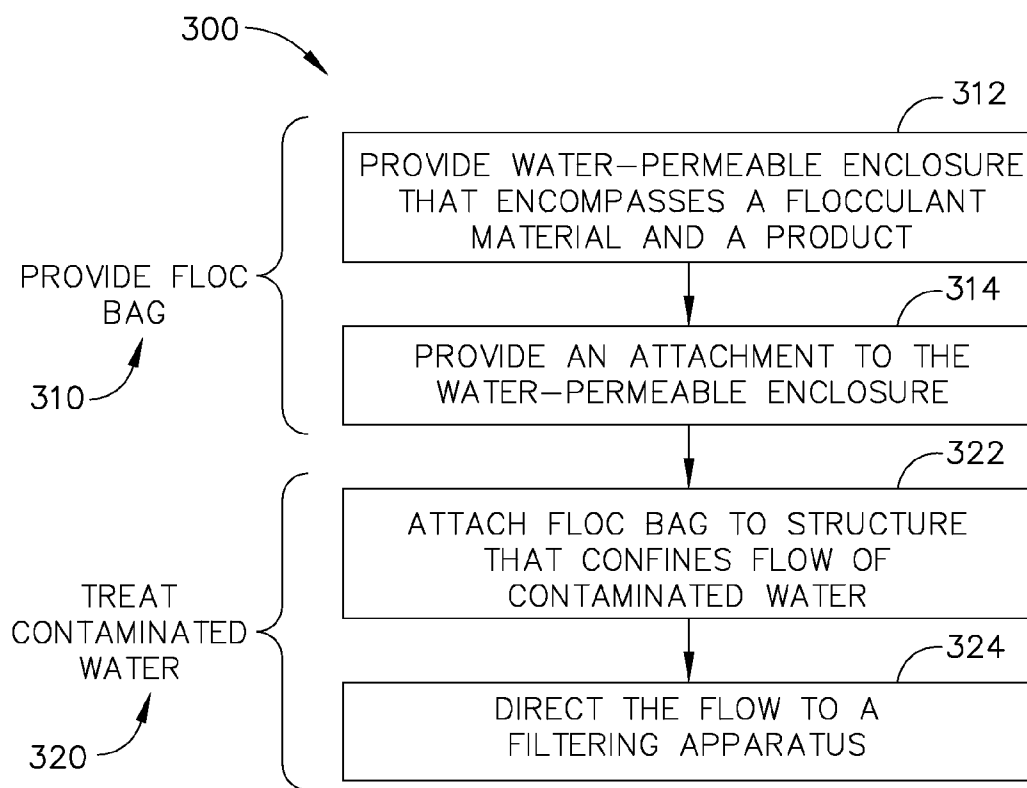 300
312
PROVIDE WATER-PERMEABLE ENCLOSURE
THAT ENCOMPASSES A FLOCCULANT
MATERIAL AND A PRODUCT
PROVIDE FLOC
BAG
310
314
PROVIDE AN ATTACHMENT TO THE
WATER-PERMEABLE ENCLOSURE
322
ATTACH FLOC BAG TO STRUCTURE
THAT CONFINES FLOW OF
CONTAMINATED WATER
TREAT
CONTAMINATED
WATER
320
324
DIRECT THE FLOW TO A
FILTERING APPARATUS